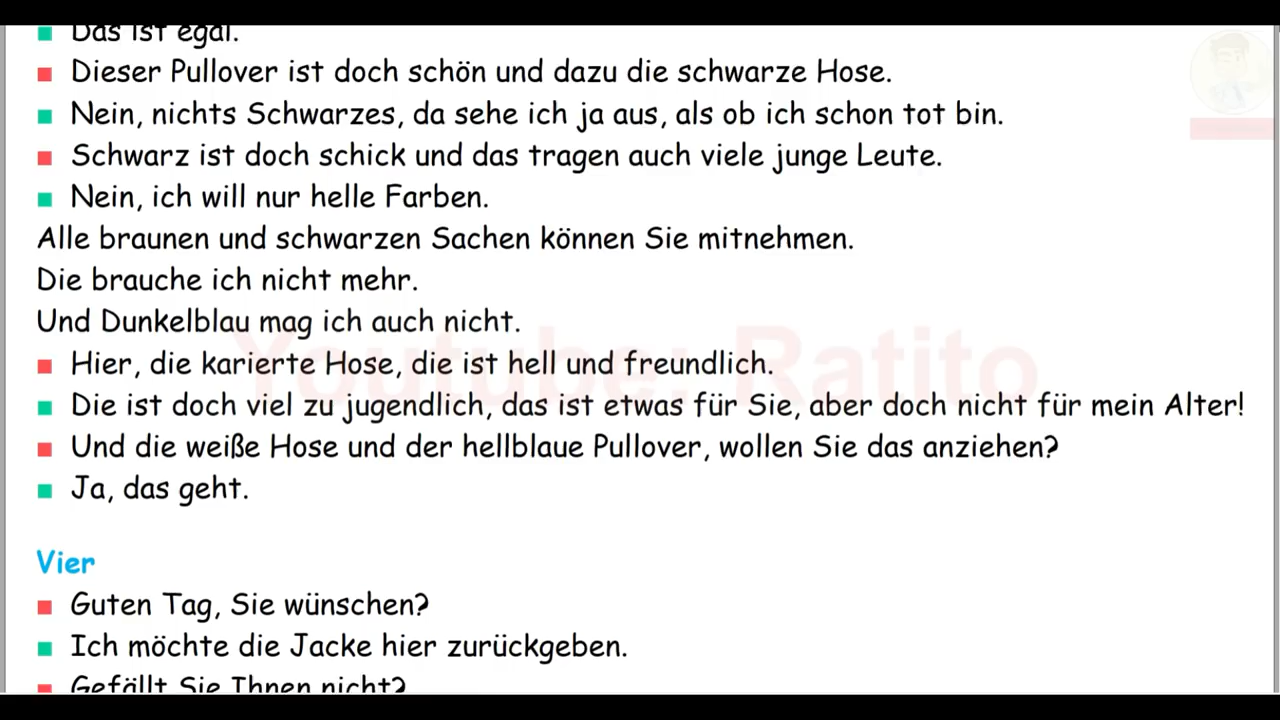 Das ist egal.
Dieser Pullover ist doch schön und dazu die schwarze Hose.
Nein, nichts Schwarzes, da sehe ich ja aus, als ob ich schon tot bin.
Schwarz ist doch schick und das tragen auch viele junge Leute.
Nein, ich will nur helle Farben.
Alle braunen und schwarzen Sachen können Sie mitnehmen.
Die brauche ich nicht mehr.
Und Dunkelblau mag ich auch nicht.
Youtube: Ratito
Hier, die karierte Hose, die ist hell und freundlich.
Die ist doch viel zu jugendlich, das ist etwas für Sie, aber doch nicht für mein Alter!
Und die weiße Hose und der hellblaue Pullover, wollen Sie das anziehen?
Ja, das geht.
Vier
Guten Tag, Sie wünschen?
Ich möchte die Jacke hier zurückgeben.
Gefällt Sie Ihnen nicht?